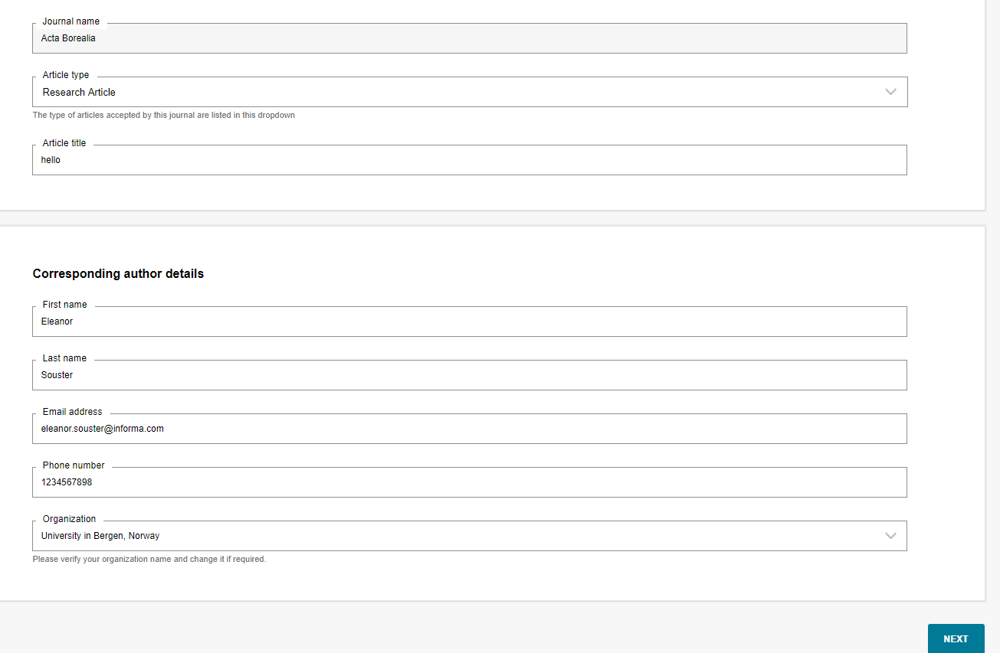 Journal name
Acta Borealia
Article type
Research Article
The type of articles accepted by this journal are listed in this dropdown
Article title
hello
Corresponding author details
First name
Eleanor
Last name
Souster
Email address
eleanor.souster@informa.com
Phone number
1234567898
Organization
University in Bergen, Norway
Please verify your organization name and change it if required.
NEXT